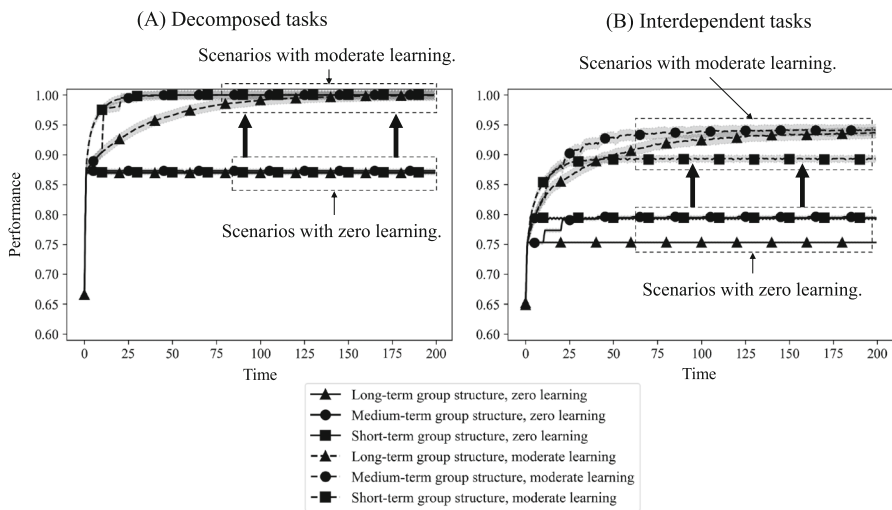 (A) Decomposed tasks
(B) Interdependent tasks
Scenarios with moderate learning.
Scenarios with moderate learning.
1.00
0.95
0.90
0.85
0.80
0.75
0.70
0.65
0.60
Performance
Scenarios with zero learning.
0 25 50 75 100 125 150 175 200
Time
1.00
0.95
0.90
0.85
0.80
0.75
0.70
0.65
0.60
Scenarios with zero learning.
0 25 50 75 100 125 150 175 200
Time
Long-term group structure, zero learning
Medium-term group structure, zero learning
Short-term group structure, zero learning
Long-term group structure, moderate learning
Medium-term group structure, moderate learning
Short-term group structure, moderate learning